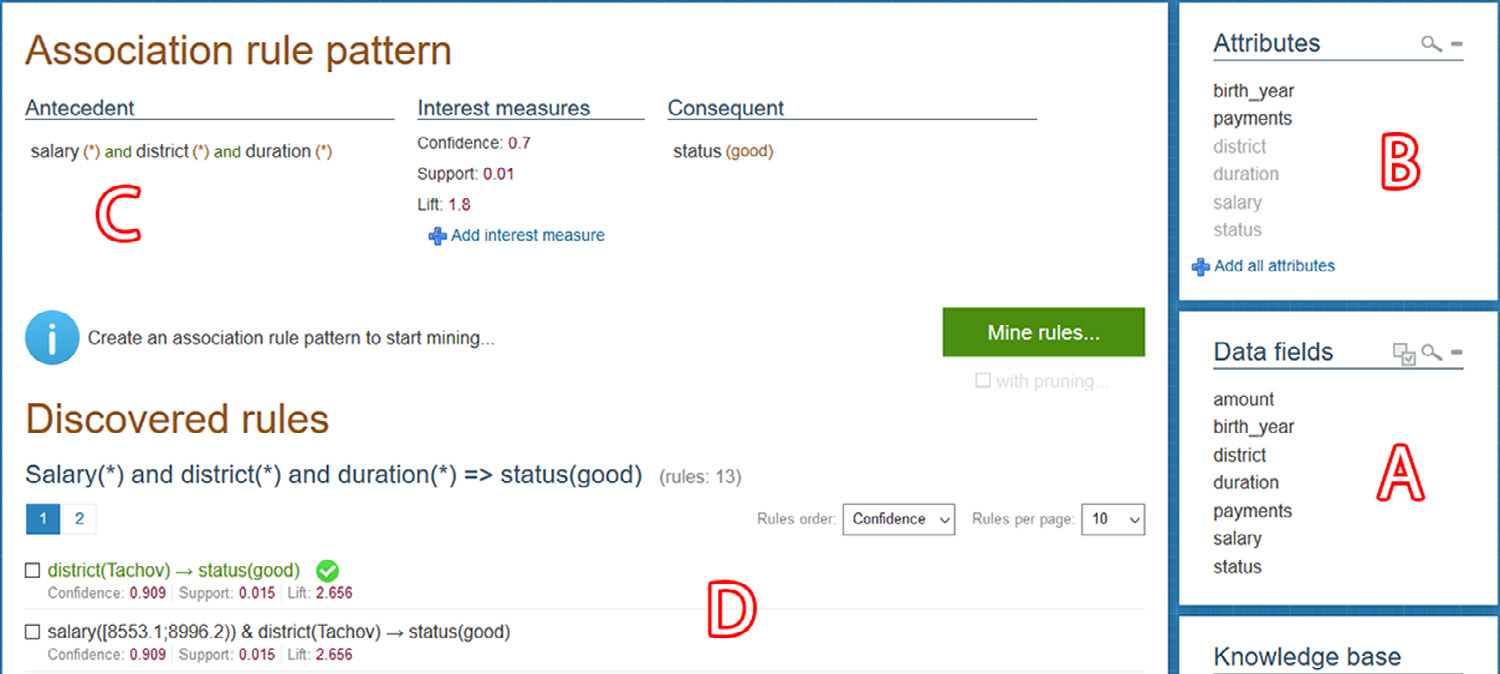 Association rule pattern
Antecedent
salary (*) and district (*) and duration (*)
C
Interest measures
Confidence: 0.7
Support: 0.01
Lift: 1.8
Add interest measure
Consequent
status (good)
Create an association rule pattern to start mining...
Mine rules...
with pruning...
Discovered rules
Salary(*) and district(*) and duration(*) => status(good) (rules: 13)
1 2
Rules order: Confidence Rules per page: 10
district(Tachov) → status(good)
Confidence: 0.909 Support: 0.015 Lift: 2.656
salary([8553.1;8996.2)) & district(Tachov) → status(good)
Confidence: 0.909 Support: 0.015 Lift: 2.656
D
Attributes
birth_year
payments
district
duration
salary
status
B
Add all attributes
Data fields
amount
birth_year
district
duration
payments
salary
status
A
Knowledge base